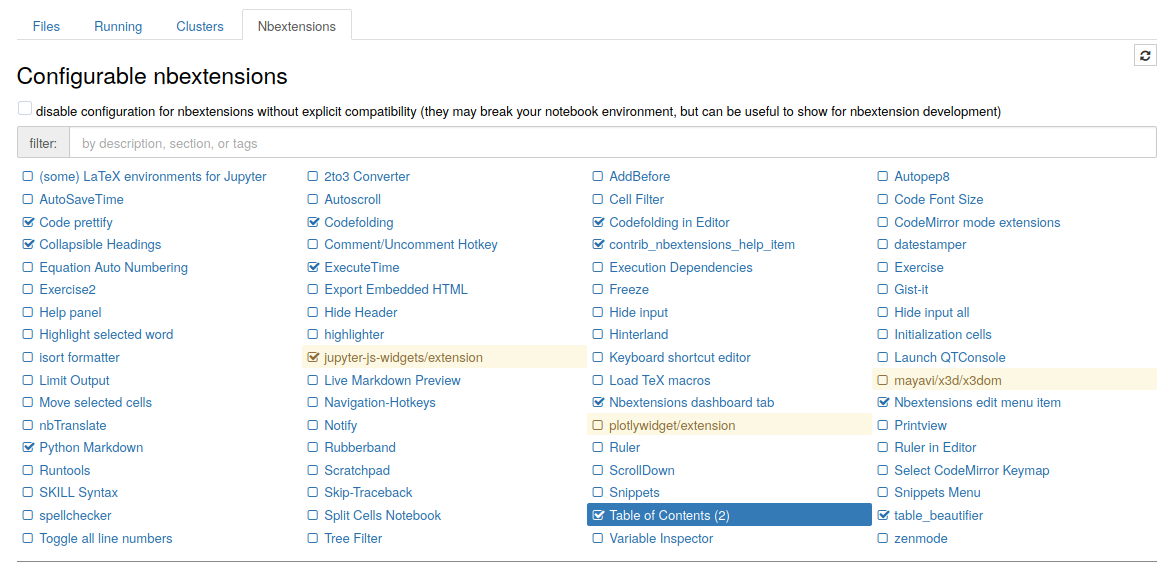 Files Running Clusters Nbextensions
Configurable nbextensions
disable configuration for nbextensions without explicit compatibility (they may break your notebook environment, but can be useful to show for nbextension development)
filter: by description, section, or tags
(some) LaTeX environments for Jupyter 2to3 Converter AddBefore Autopep8
AutoSaveTime Autoscroll Cell Filter Code Font Size
Code prettify Codefolding Codefolding in Editor CodeMirror mode extensions
Collapsible Headings Comment/Uncomment Hotkey contrib_nbextensions_help_item datestamper
Equation Auto Numbering ExecuteTime Execution Dependencies Exercise
Exercise2 Export Embedded HTML Freeze Gist-it
Help panel Hide Header Hide input Hide input all
Highlight selected word highlighter Hinterland Initialization cells
isort formatter jupyter-js-widgets/extension Keyboard shortcut editor Launch QTConsole
Limit Output Live Markdown Preview Load TeX macros mayavi/x3d/x3dom
Move selected cells Navigation-Hotkeys Nbextensions dashboard tab Nbextensions edit menu item
nbTranslate Notify plotlywidget/extension Printview
Python Markdown Rubberband Ruler Ruler in Editor
Runtools Scratchpad ScrollDown Select CodeMirror Keymap
SKILL Syntax Skip-Traceback Snippets Snippets Menu
spellchecker Split Cells Notebook Table of Contents (2) table_beautifier
Toggle all line numbers Tree Filter Variable Inspector zenmode